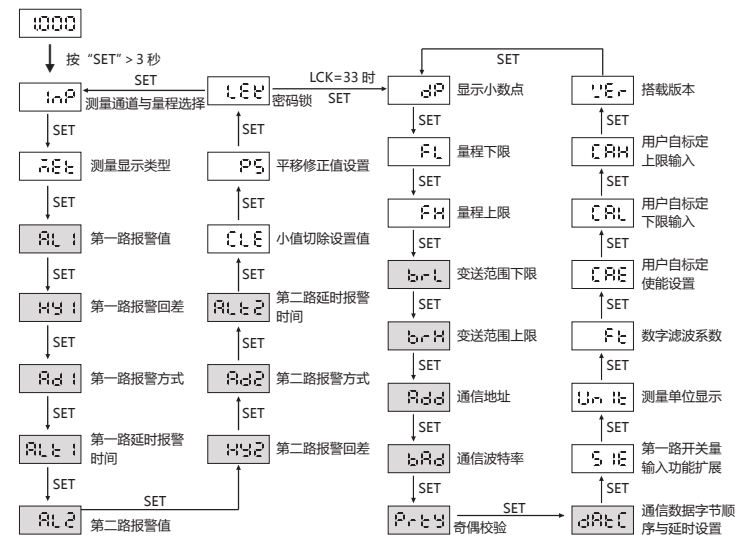 1.000
按“SET”>3 秒
InP
测量通道与量程选择
SET
LCK
密码锁
LCK=33 时
SET
SET
dP
显示小数点
VEr
搭载版本
SET
SET
SET
SET
SET
测量显示类型
PS
平移修正值设置
FL
量程下限
CAH
用户自标定
上限输入
SET
SET
SET
SET
AL1
第一路报警值
CLE
小值切除设置值
FH
量程上限
CAL
用户自标定
下限输入
SET
SET
SET
SET
HY1
第一路报警回差
ALt2
第二路延时报警
时间
brL
变送范围下限
CAE
用户自标定
使能设置
SET
SET
SET
SET
Ad1
第一路报警方式
Ad2
第二路报警方式
brH
变送范围上限
Ft
数字滤波系数
SET
SET
SET
SET
ALt1
第一路延时报警
时间
HY2
第二路报警回差
Add
通信地址
Unit
测量单位显示
SET
SET
SET
SET
AL2
第二路报警值
bAd
通信波特率
SIE
第一路开关量
输入功能扩展
SET
SET
PrtY
奇偶校验
SET
dAtC
通信数据字节顺
序与延时设置